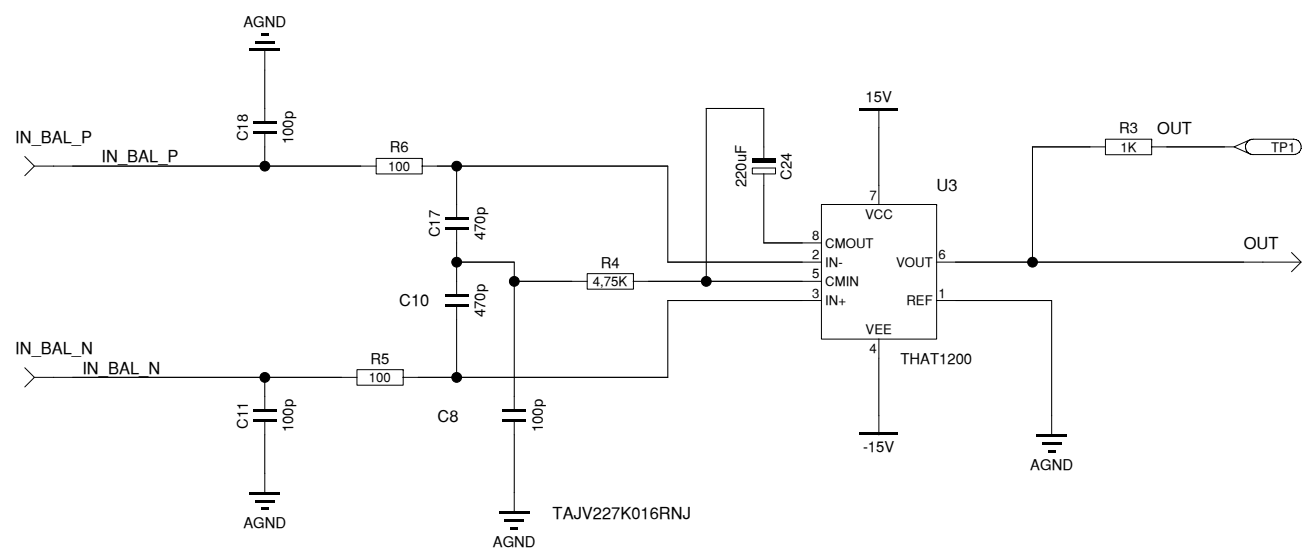 AGND
C18
100p
IN_BAL_P
IN_BAL_P
R6
100
C17
470p
C10
470p
IN_BAL_N
IN_BAL_N
R5
100
C11
100p
AGND
C8
100p
AGND
TAJV227K016RNJ
R4
4,75K
220uF
C24
15V
U3
7
VCC
8
CMOUT
2
IN-
5
CMIN
3
IN+
VOUT
6
REF
1
VEE
4
THAT1200
-15V
AGND
R3
1K
OUT
TP1
OUT